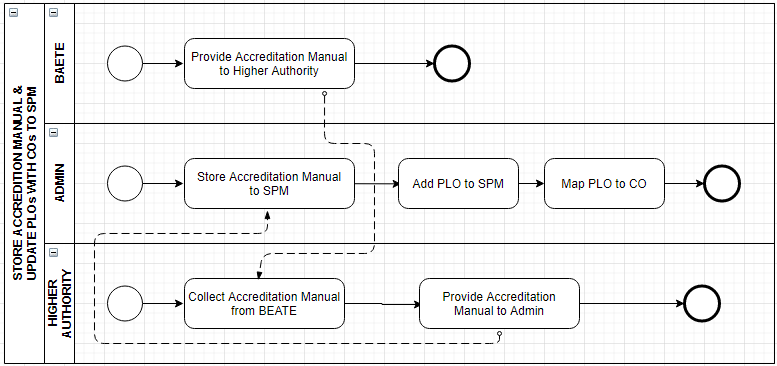 STORE ACCREDITION MANUAL &
UPDATE PLOs WITH COs TO SPM
BAETE
Provide Accreditation Manual
to Higher Authority
ADMIN
Store Accreditation Manual
to SPM
Add PLO to SPM
Map PLO to CO
HIGHER
AUTHORITY
Collect Accreditation Manual
from BEATE
Provide Accreditation
Manual to Admin